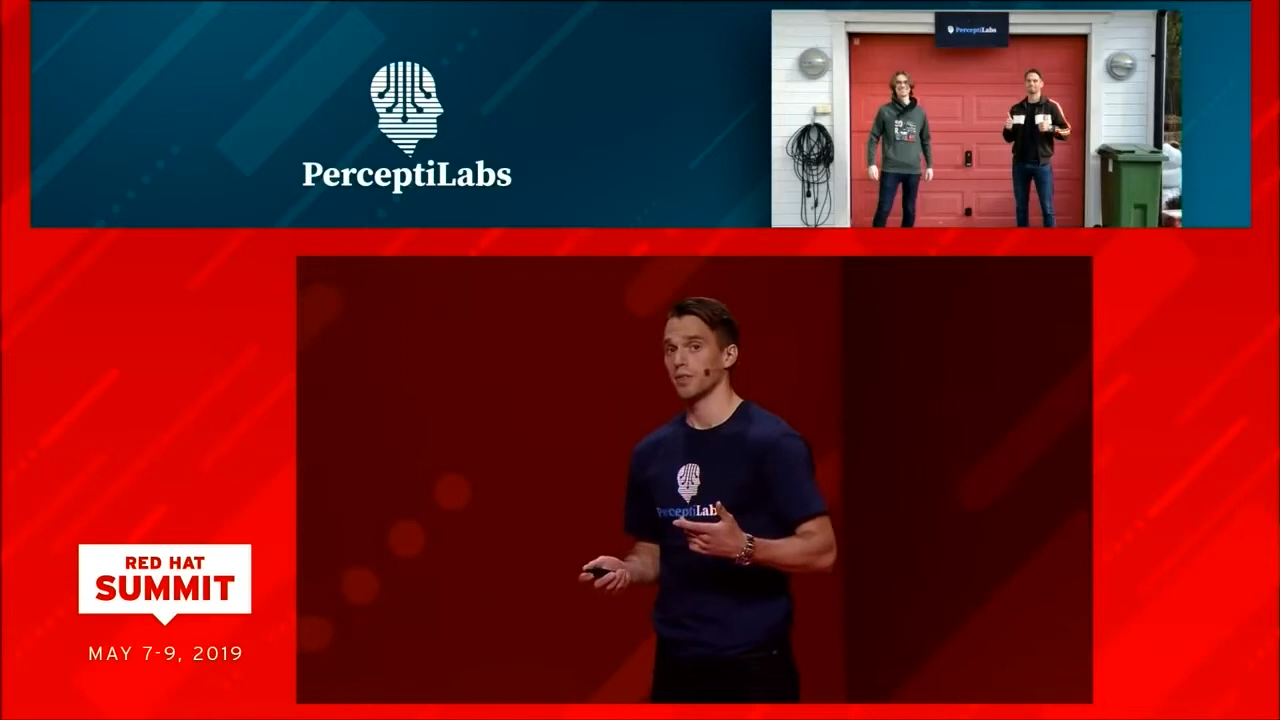 PerceptiLabs
PerceptiLabs
PerceptiLabs
RED HAT
SUMMIT
MAY 7-9, 2019